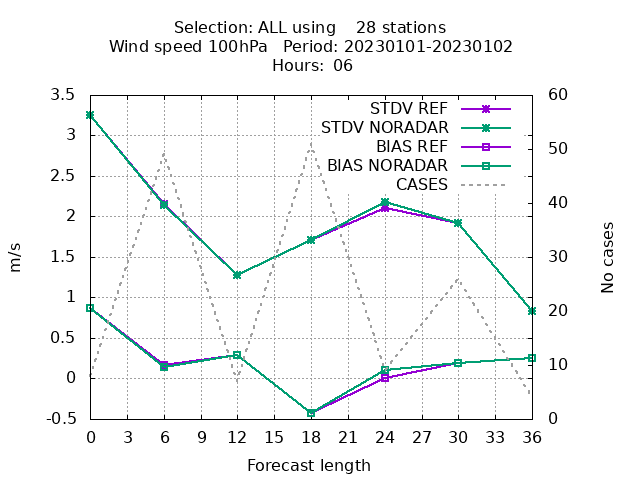 Selection: ALL using    28 stations
Wind speed 100hPa   Period: 20230101-20230102
Hours:  06
STDV REF
STDV NORADAR
BIAS REF
BIAS NORADAR
CASES
3.5
3
2.5
2
1.5
1
0.5
0
-0.5
m/s
60
50
40
30
20
10
0
No cases
0 3 6 9 12 15 18 21 24 27 30 33 36
Forecast length